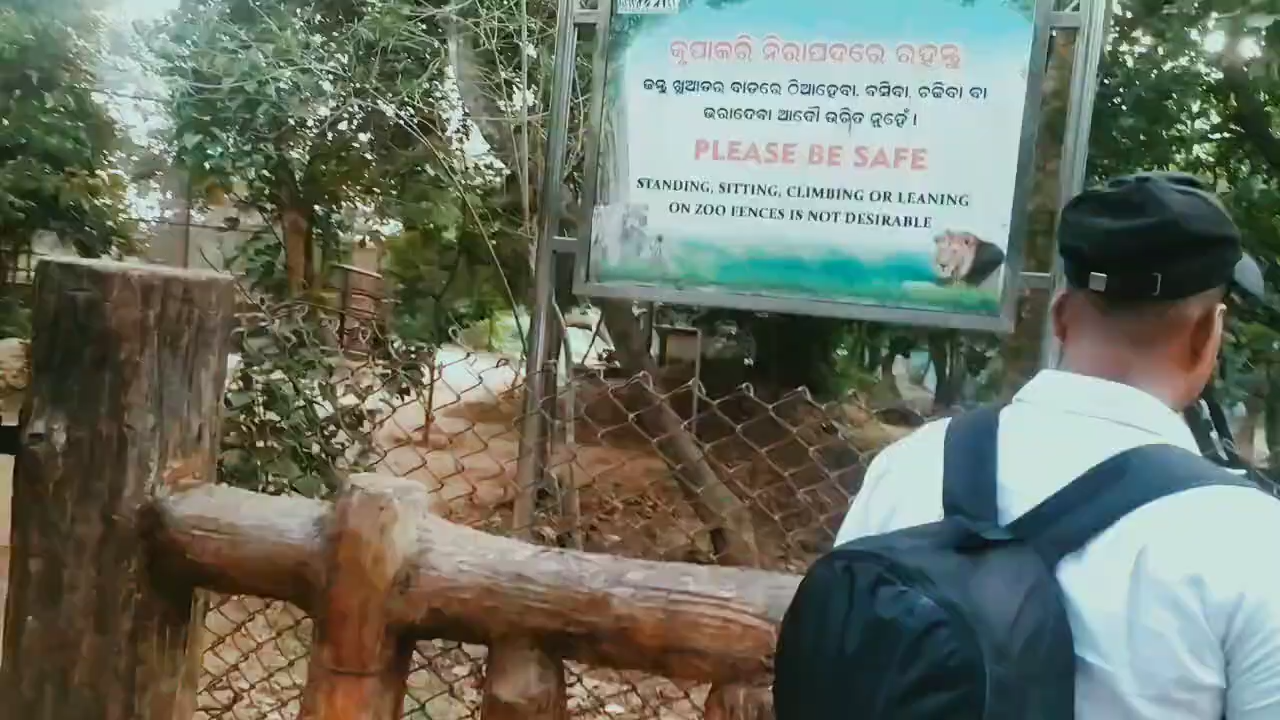 କୃପାକରି ନିରାପଦରେ ରହନ୍ତୁ
ଜନ୍ତୁ ଖୁଆଡର ବାଡରେ ଠିଆହେବା, ବସିବା, ଚଢିବା ବା
ଭରାଦେବା ଆଦୌ ଉଚିତ ନୁହେଁ ।
PLEASE BE SAFE
STANDING, SITTING, CLIMBING OR LEANING
ON ZOO FENCES IS NOT DESIRABLE